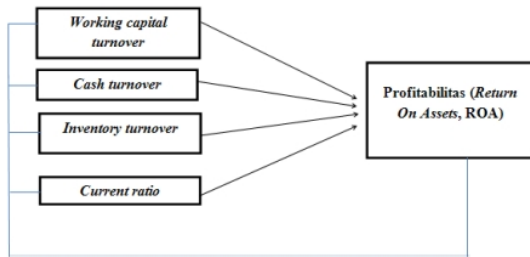 Working capital
turnover
Cash turnover
Inventory turnover
Current ratio
Profitabilitas (Return
On Assets, ROA)